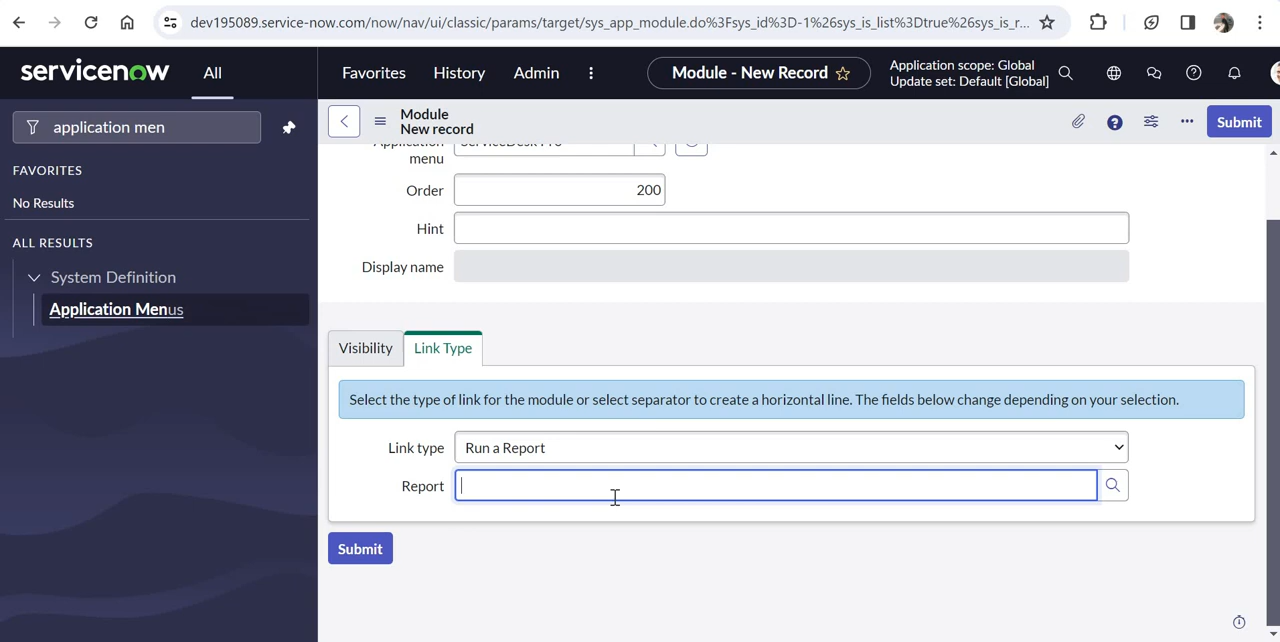 dev195089.service-now.com/now/nav/ui/classic/params/target/sys_app_module.do%3Fsys_id%3D-1%26sys_is_list%3Dtrue%26sys_is_r...
servicenow
All
Favorites
History
Admin
Module - New Record
Application scope: Global
Update set: Default [Global]
application men
Module
New record
Submit
FAVORITES
No Results
ALL RESULTS
System Definition
Application Menus
Application
menu
Order
200
Hint
Display name
Visibility
Link Type
Select the type of link for the module or select separator to create a horizontal line. The fields below change depending on your selection.
Link type
Run a Report
Report
Submit